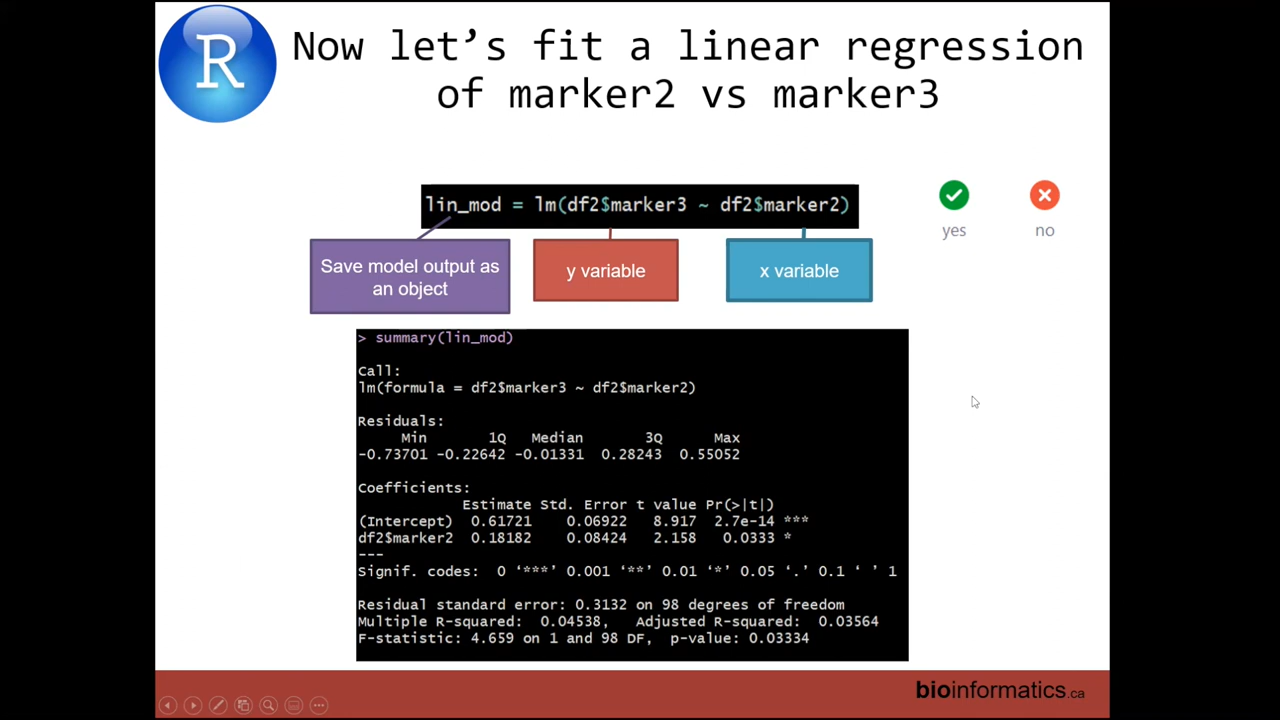 R
Now let’s fit a linear regression
of marker2 vs marker3
lin_mod = lm(df2$marker3 ~ df2$marker2)
yes
no
Save model output as
an object
y variable
x variable
> summary(lin_mod)
Call:
lm(formula = df2$marker3 ~ df2$marker2)
Residuals:
Min 1Q Median 3Q Max
-0.73701 -0.22642 -0.01331 0.28243 0.55052
Coefficients:
Estimate Std. Error t value Pr(>|t|)
(Intercept) 0.61721 0.06922 8.917 2.7e-14 ***
df2$marker2 0.18182 0.08424 2.158 0.0333 *
---
Signif. codes: 0 ‘***’ 0.001 ‘**’ 0.01 ‘*’ 0.05 ‘.’ 0.1 ‘ ’ 1
Residual standard error: 0.3132 on 98 degrees of freedom
Multiple R-squared: 0.04538, Adjusted R-squared: 0.03564
F-statistic: 4.659 on 1 and 98 DF, p-value: 0.03334
bioinformatics.ca